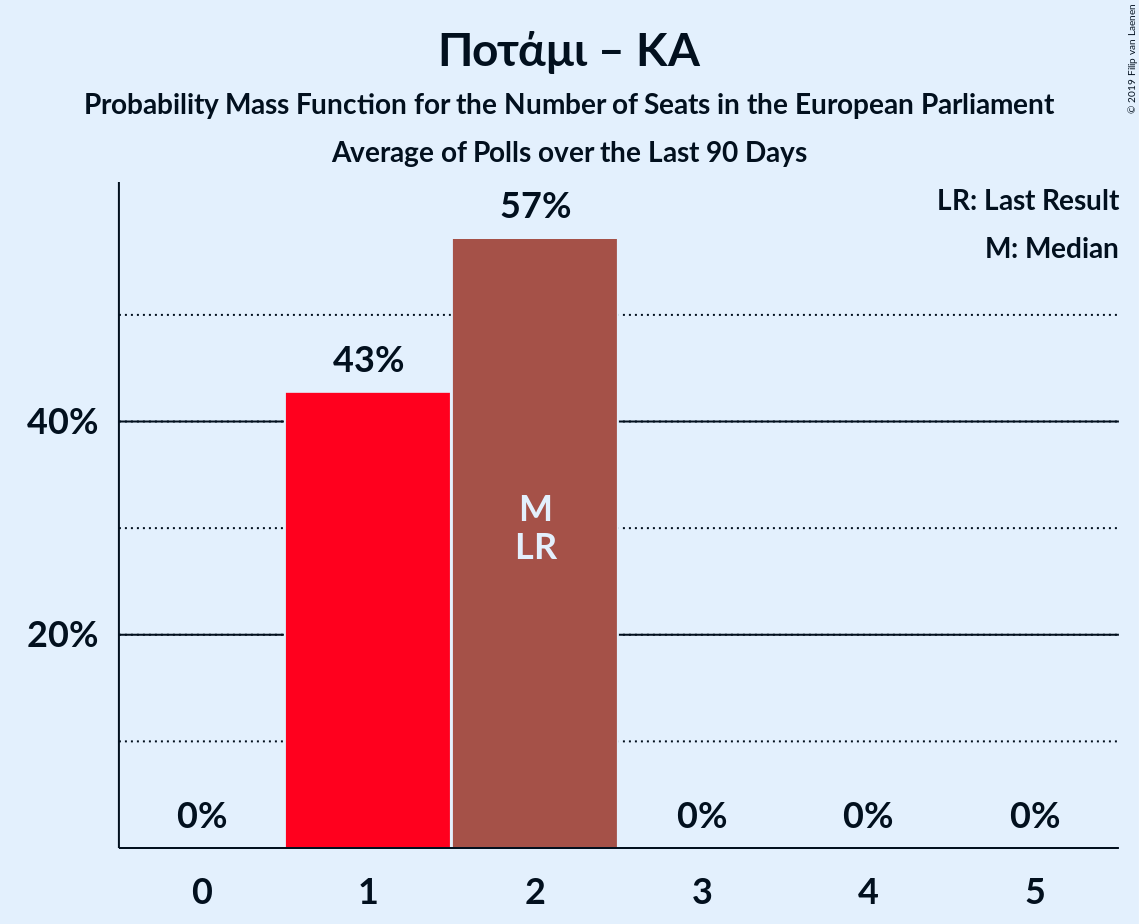 Ποτάμι – ΚΑ
Probability Mass Function for the Number of Seats in the European Parliament
Average of Polls over the Last 90 Days
© 2019 Filip van Laenen
LR: Last Result
M: Median
57%
43%
40%
M
LR
20%
0%
0%
0%
0%
0
1
2
3
4
5